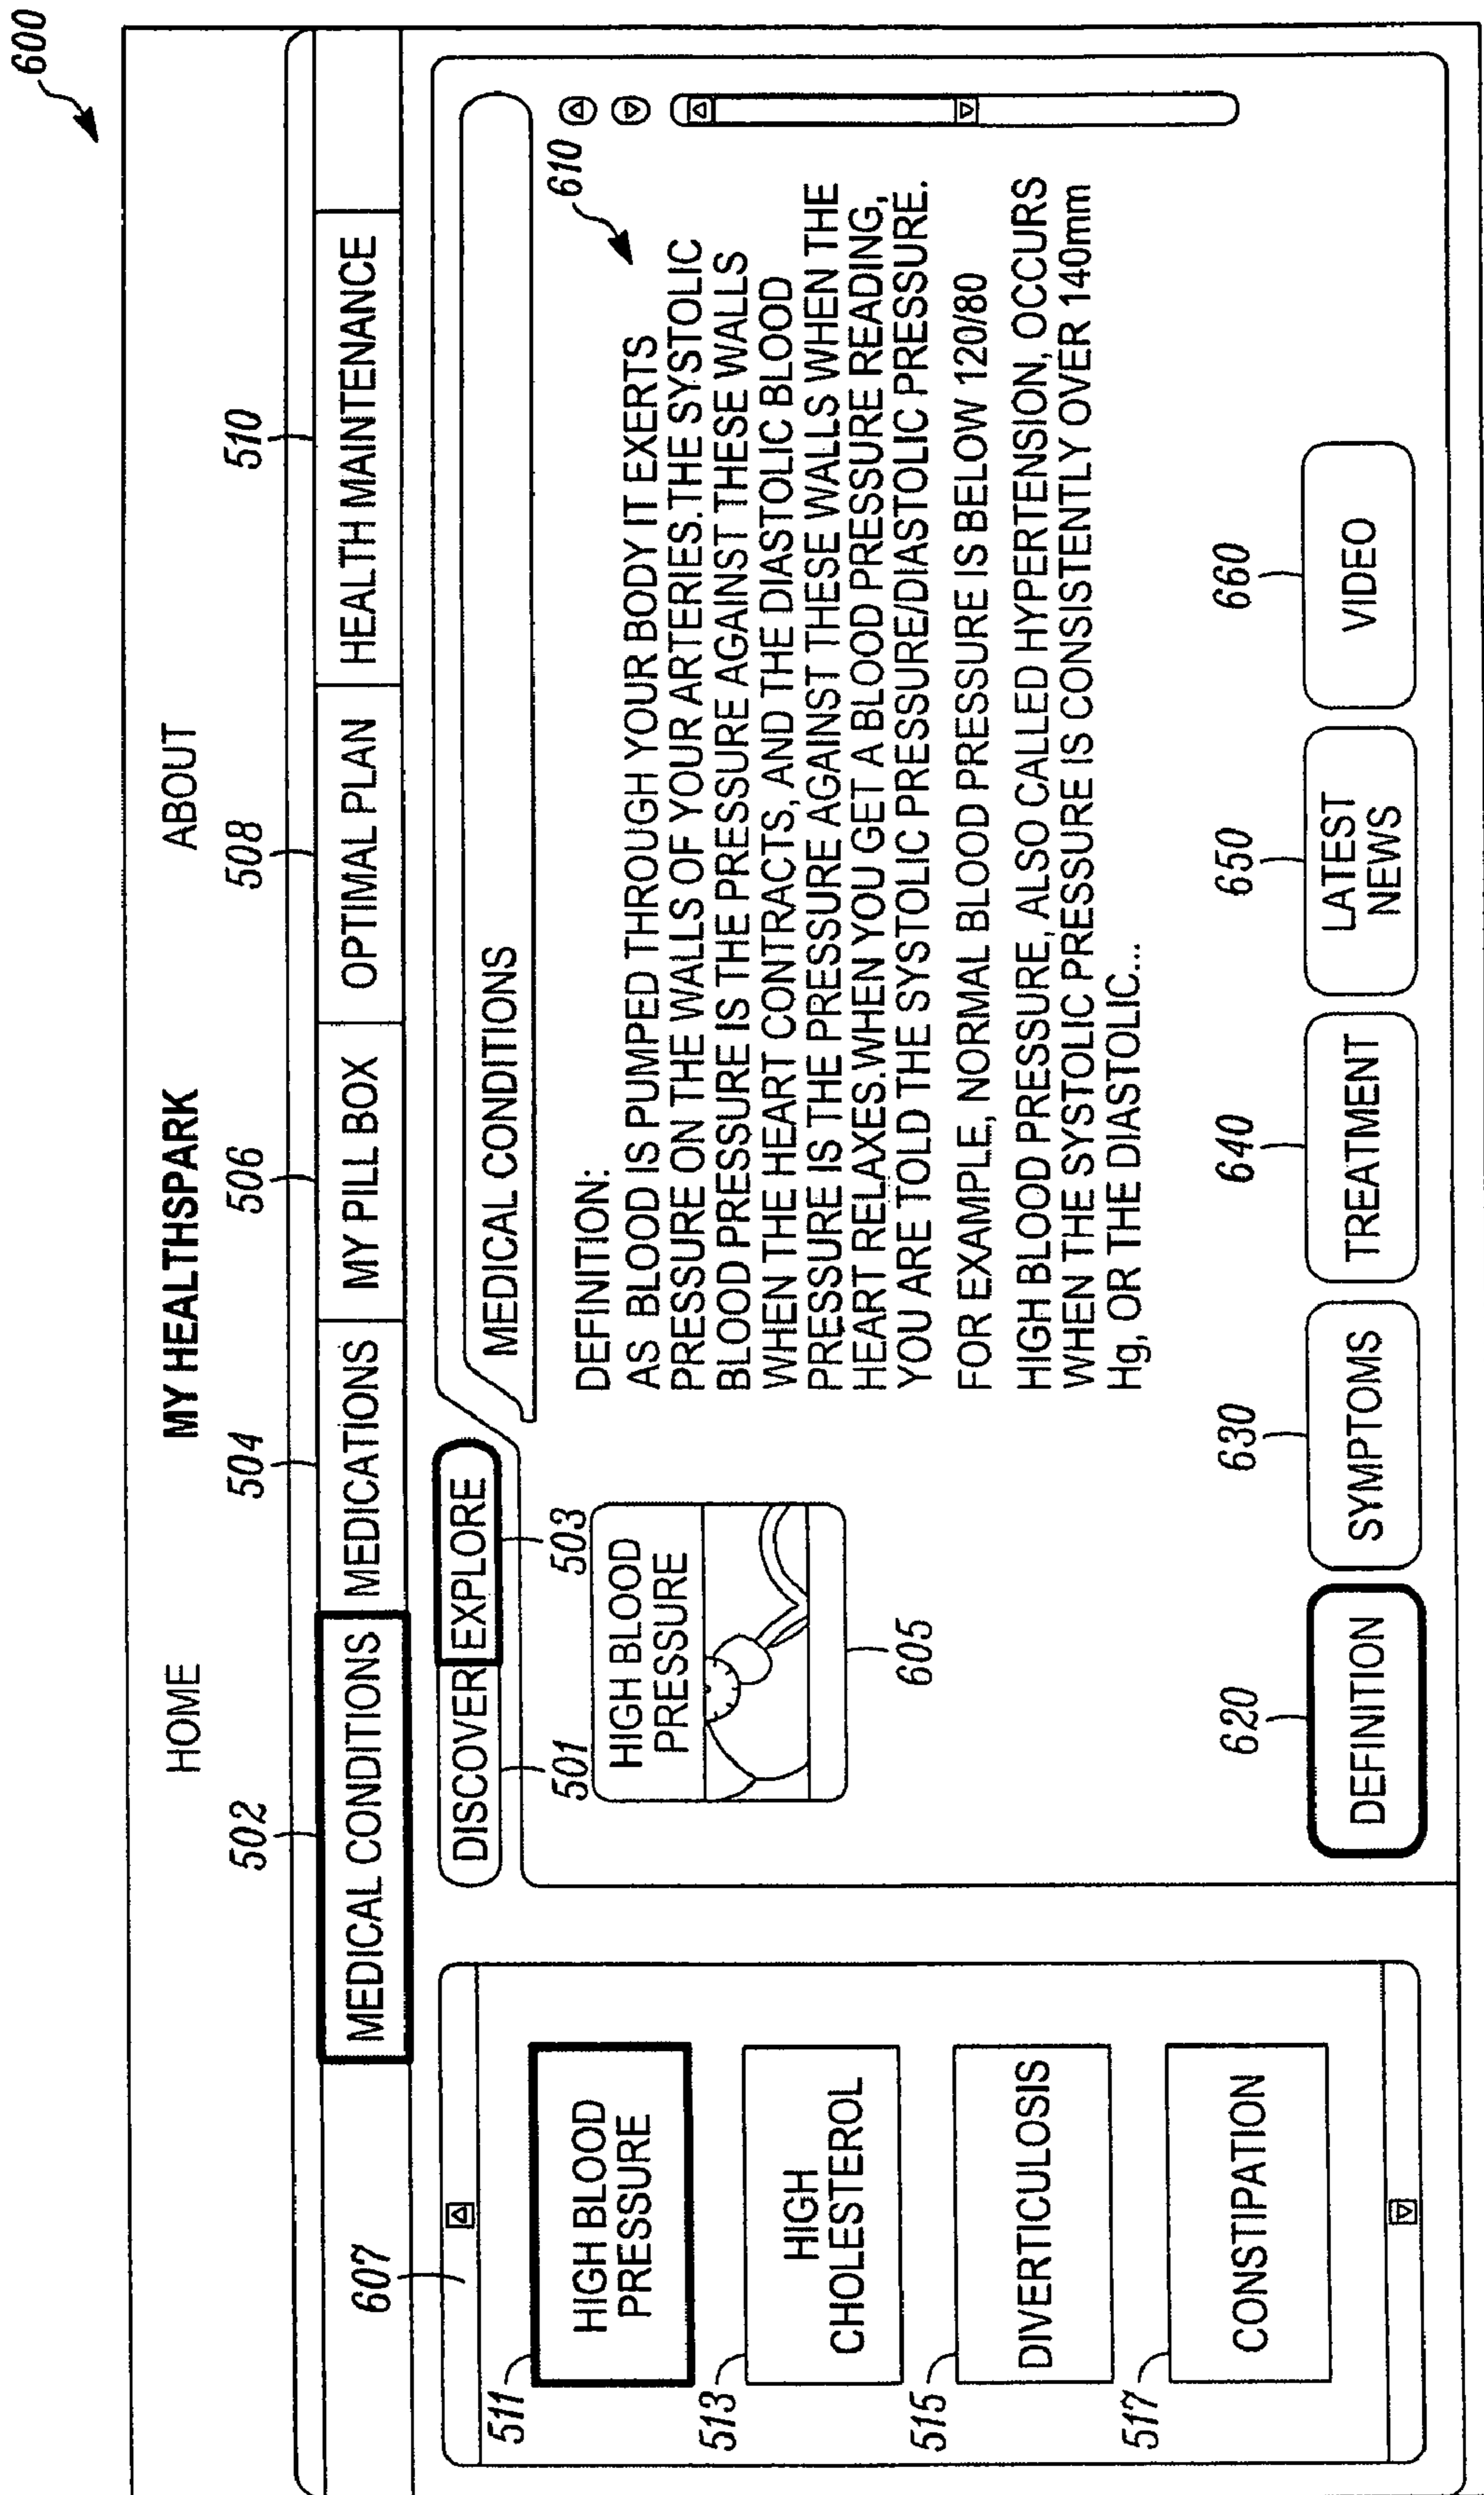 600
HOME
MY HEALTHSPARK
ABOUT
502
504
506
508
510
MEDICAL CONDITIONS
MEDICATIONS
MY PILL BOX
OPTIMAL PLAN
HEALTH MAINTENANCE
607
511
HIGH BLOOD
PRESSURE
513
HIGH
CHOLESTEROL
515
DIVERTICULOSIS
517
CONSTIPATION
DISCOVER
EXPLORE
501
503
MEDICAL CONDITIONS
HIGH BLOOD
PRESSURE
605
610
DEFINITION:
AS BLOOD IS PUMPED THROUGH YOUR BODY IT EXERTS
PRESSURE ON THE WALLS OF YOUR ARTERIES.THE SYSTOLIC
BLOOD PRESSURE IS THE PRESSURE AGAINST THESE WALLS
WHEN THE HEART CONTRACTS, AND THE DIASTOLIC BLOOD
PRESSURE IS THE PRESSURE AGAINST THESE WALLS WHEN THE
HEART RELAXES.WHEN YOU GET A BLOOD PRESSURE READING,
YOU ARE TOLD THE SYSTOLIC PRESSURE/DIASTOLIC PRESSURE.
FOR EXAMPLE, NORMAL BLOOD PRESSURE IS BELOW 120/80
HIGH BLOOD PRESSURE, ALSO CALLED HYPERTENSION, OCCURS
WHEN THE SYSTOLIC PRESSURE IS CONSISTENTLY OVER 140mm
Hg, OR THE DIASTOLIC...
620
630
640
650
660
DEFINITION
SYMPTOMS
TREATMENT
LATEST
NEWS
VIDEO